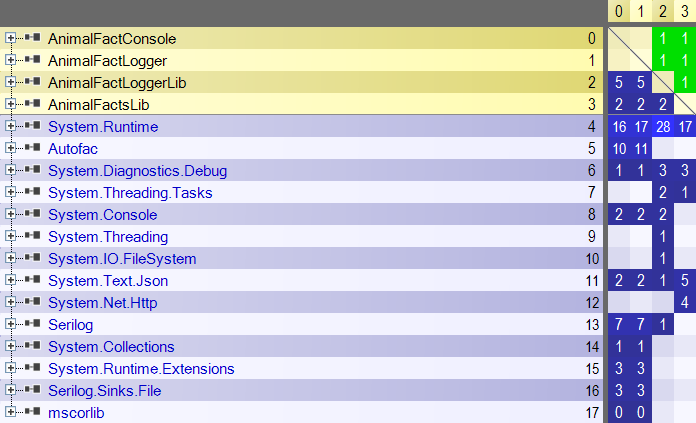 0 1 2 3
AnimalFactConsole 0 1 1
AnimalFactLogger 1 1 1
AnimalFactLoggerLib 2 5 5 1
AnimalFactsLib 3 2 2 2
System.Runtime 4 16 17 28 17
Autofac 5 10 11
System.Diagnostics.Debug 6 1 1 3 3
System.Threading.Tasks 7 2 1
System.Console 8 2 2 2
System.Threading 9 1
System.IO.FileSystem 10 1
System.Text.Json 11 2 2 1 5
System.Net.Http 12 4
Serilog 13 7 7 1
System.Collections 14 1 1
System.Runtime.Extensions 15 3 3
Serilog.Sinks.File 16 3 3
mscorlib 17 0 0